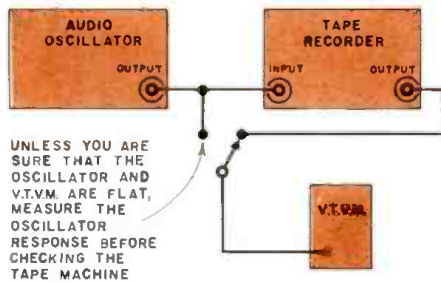 AUDIO
OSCILLATOR
OUTPUT
TAPE
RECORDER
INPUT
OUTPUT
UNLESS YOU ARE
SURE THAT THE
OSCILLATOR AND
V.T.V.M. ARE FLAT,
MEASURE THE
OSCILLATOR
RESPONSE BEFORE
CHECKING THE
TAPE MACHINE
V.T.V.M.